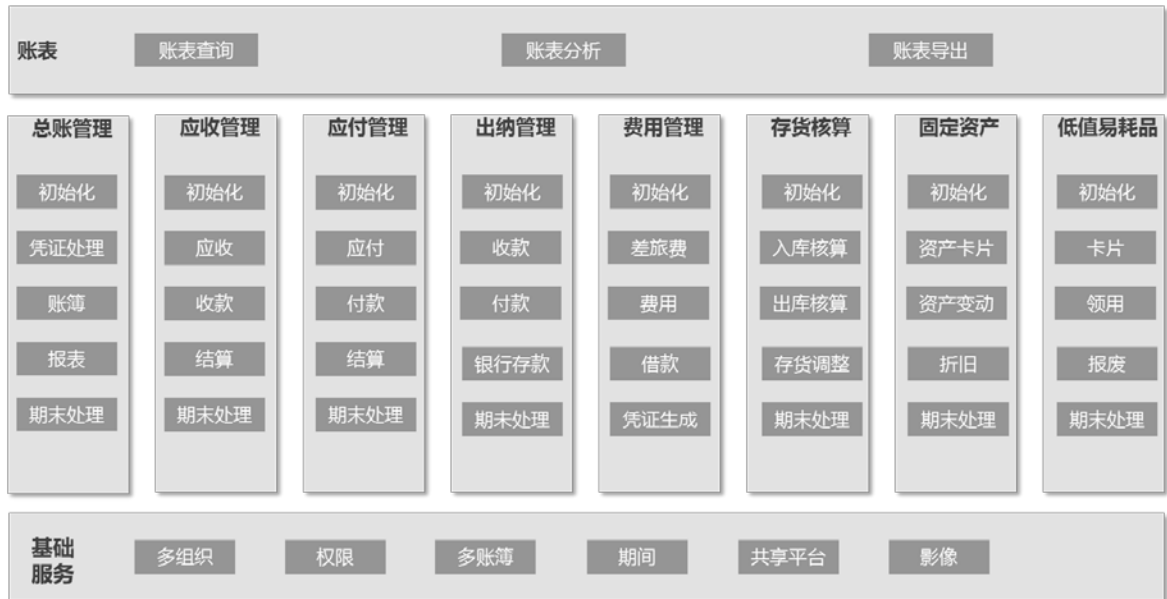 账表
账表查询
账表分析
账表导出
总账管理
初始化
凭证处理
账簿
报表
期末处理
应收管理
初始化
应收
收款
结算
期末处理
应付管理
初始化
应付
付款
结算
期末处理
出纳管理
初始化
收款
付款
银行存款
期未处理
费用管理
初始化
差旅费
费用
借款
凭证生成
存货核算
初始化
入库核算
出库核算
存货调整
期末处理
固定资产
初始化
资产卡片
资产变动
折旧
期末处理
低值易耗品
初始化
卡片
领用
报废
期末处理
基础
服务
多组织
权限
多账簿
期间
共享平台
影像